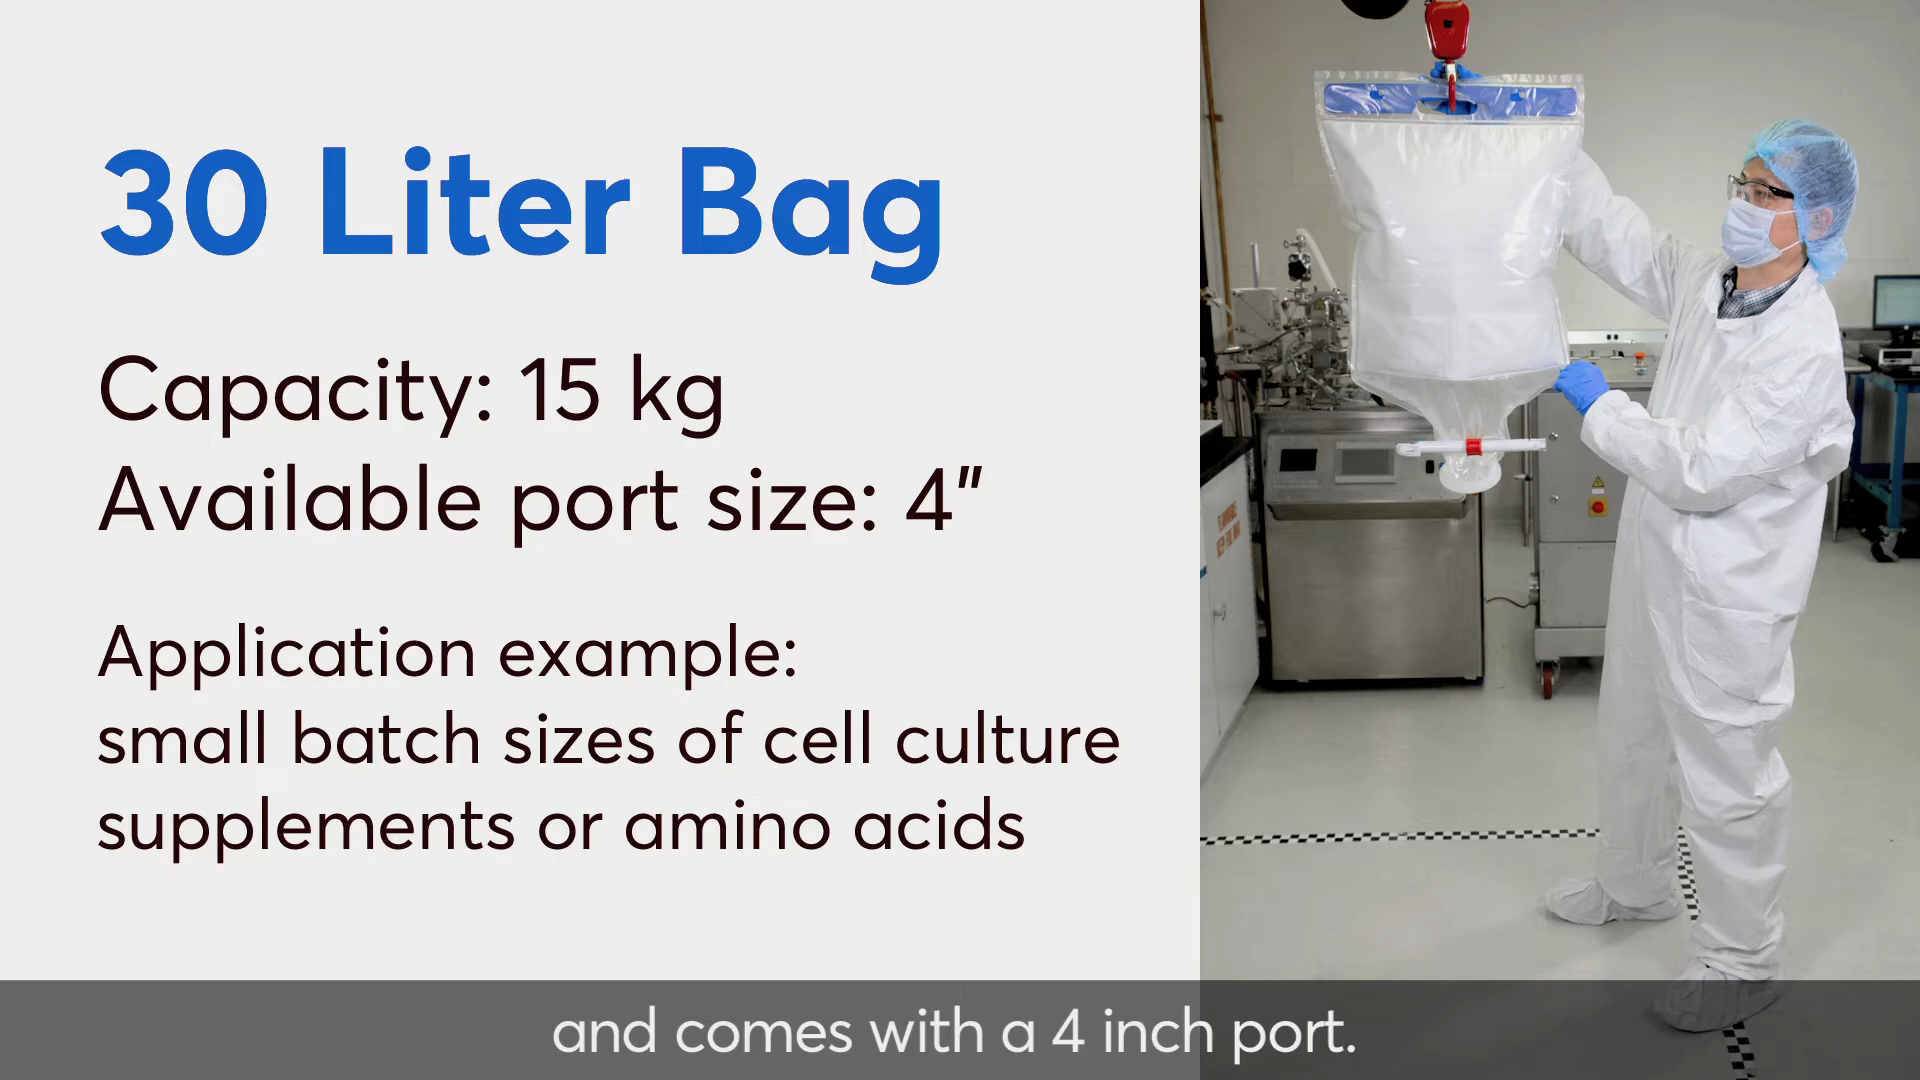 30 Liter Bag
Capacity: 15 kg
Available port size: 4"
Application example:
small batch sizes of cell culture
supplements or amino acids
and comes with a 4 inch port.